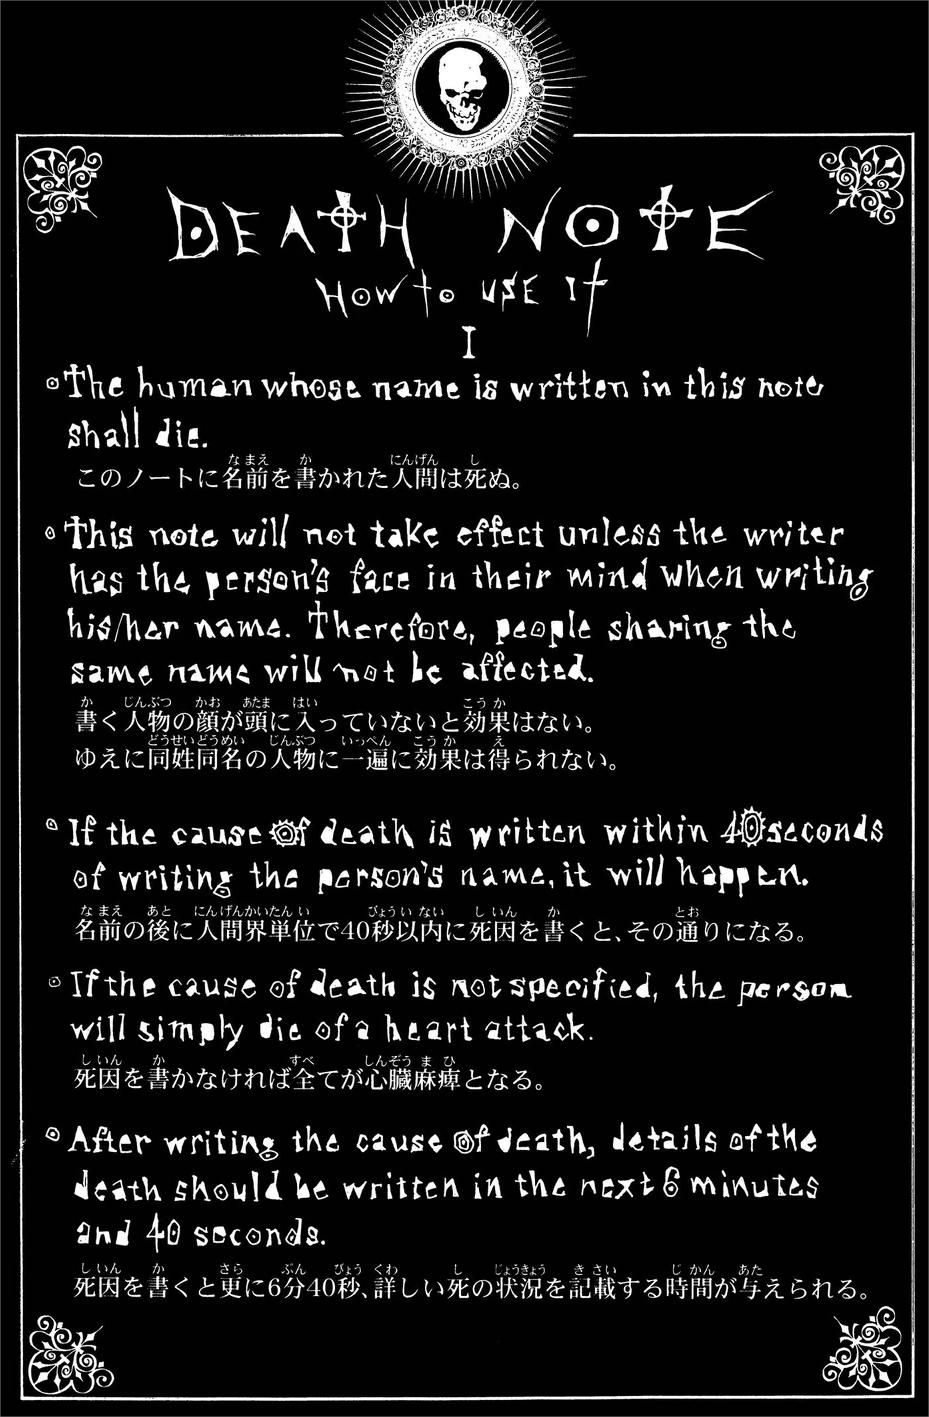 DEATH NOTE
How to use it
I
The human whose name is written in this note
shall die.
このノートに名前を書かれた人間は死ぬ。
This note will not take effect unless the writer
has the person's face in their mind when writing
his/her name. Therefore, people sharing the
same name will not be affected.
書く人物の顔が頭に入っていないと効果はない。
ゆえに同姓同名の人物に一遍に効果は得られない。
If the cause of death is written within 40 seconds
of writing the person's name, it will happen.
名前の後に人間界単位で40秒以内に死因を書くと、その通りになる。
If the cause of death is not specified, the person
will simply die of a heart attack.
死因を書かなければ全てが心臓麻痺となる。
After writing the cause of death, details of the
death should be written in the next 6 minutes
and 40 seconds.
死因を書くと更に6分40秒、詳しい死の状況を記載する時間が与えられる。